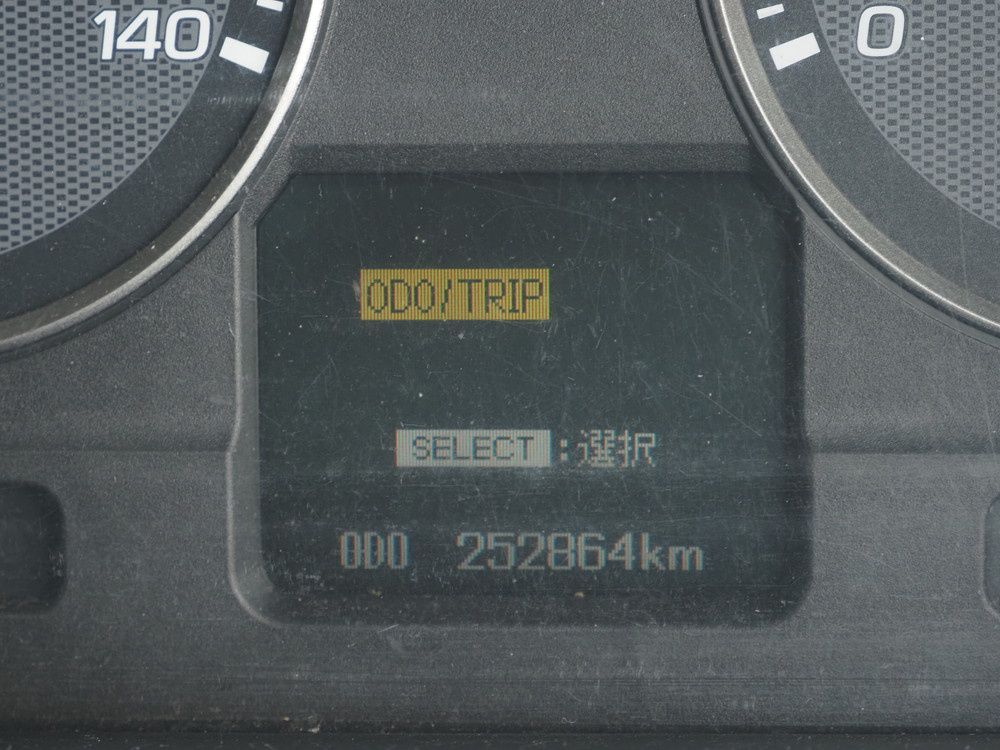 140
0
ODO/TRIP
SELECT:選択
ODO 252864km